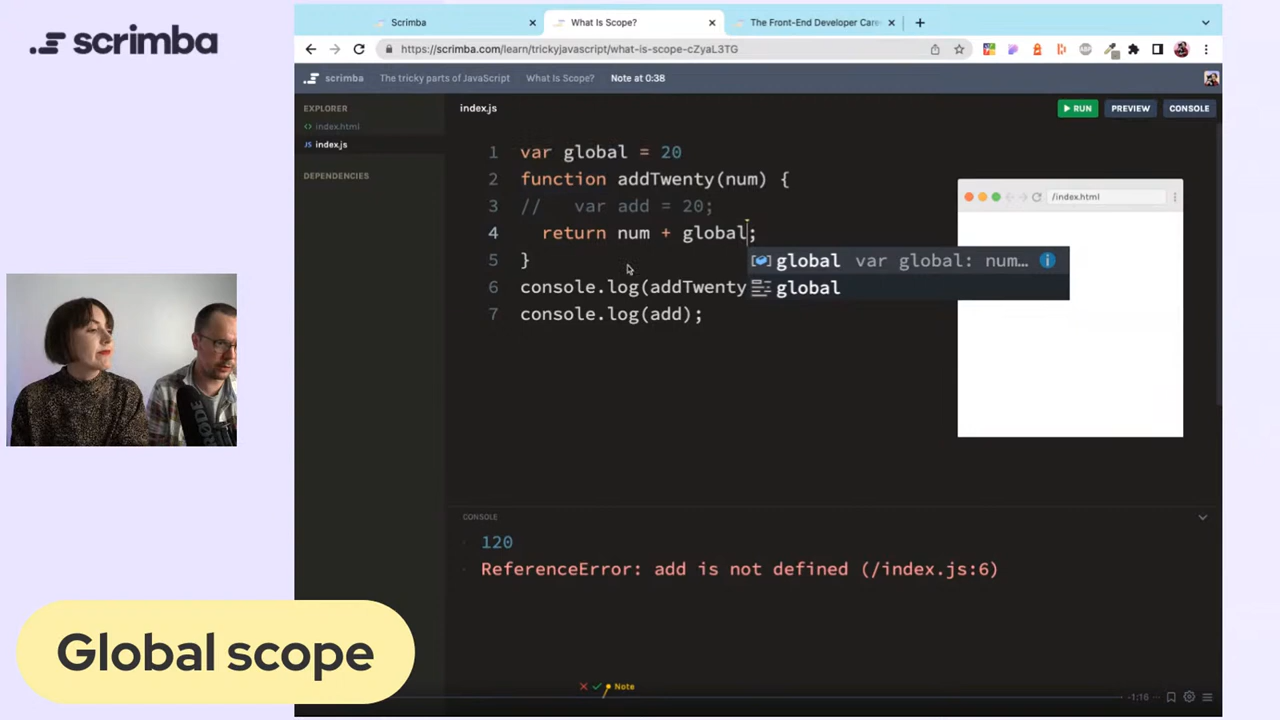 scrimba
Scrimba
What Is Scope?
The Front-End Developer Care
https://scrimba.com/learn/trickyjavascript/what-is-scope-cZyaL3TG
scrimba
The tricky parts of JavaScript
What Is Scope?
Note at 0:38
EXPLORER
index.html
JS index.js
DEPENDENCIES
index.js
RUN
PREVIEW
CONSOLE
1 var global = 20
2 function addTwenty(num) {
3 // var add = 20;
4 return num + global;
5 }
6 console.log(addTwenty
7 console.log(add);
global var global: num…
global
/index.html
CONSOLE
120
ReferenceError: add is not defined (/index.js:6)
Note
-1:16
RODE
Global scope